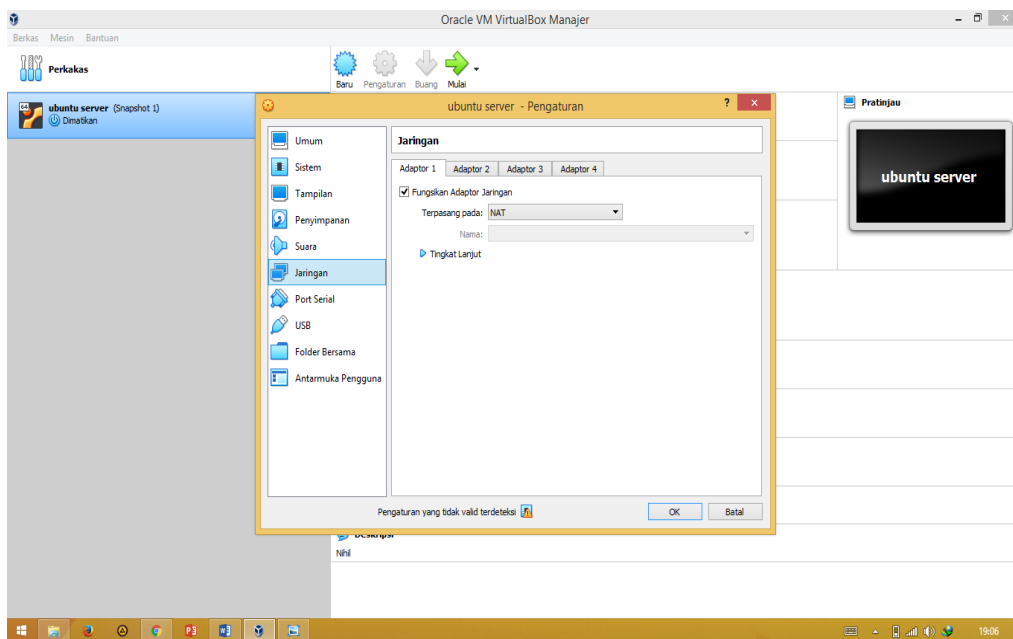 Oracle VM VirtualBox Manajer
Berkas Mesin Bantuan
Perkakas
Baru Pengaturan Buang Mulai
64
ubuntu server (Snapshot 1)
Dimatikan
Pratinjau
ubuntu server
ubuntu server - Pengaturan
?
Umum
Sistem
Tampilan
Penyimpanan
Suara
Jaringan
Port Serial
USB
Folder Bersama
Antarmuka Pengguna
Jaringan
Adaptor 1 Adaptor 2 Adaptor 3 Adaptor 4
Fungsikan Adaptor Jaringan
Terpasang pada: NAT
Nama:
Tingkat Lanjut
Pengaturan yang tidak valid terdeteksi
OK Batal
Deskripsi
Nihil
19:06